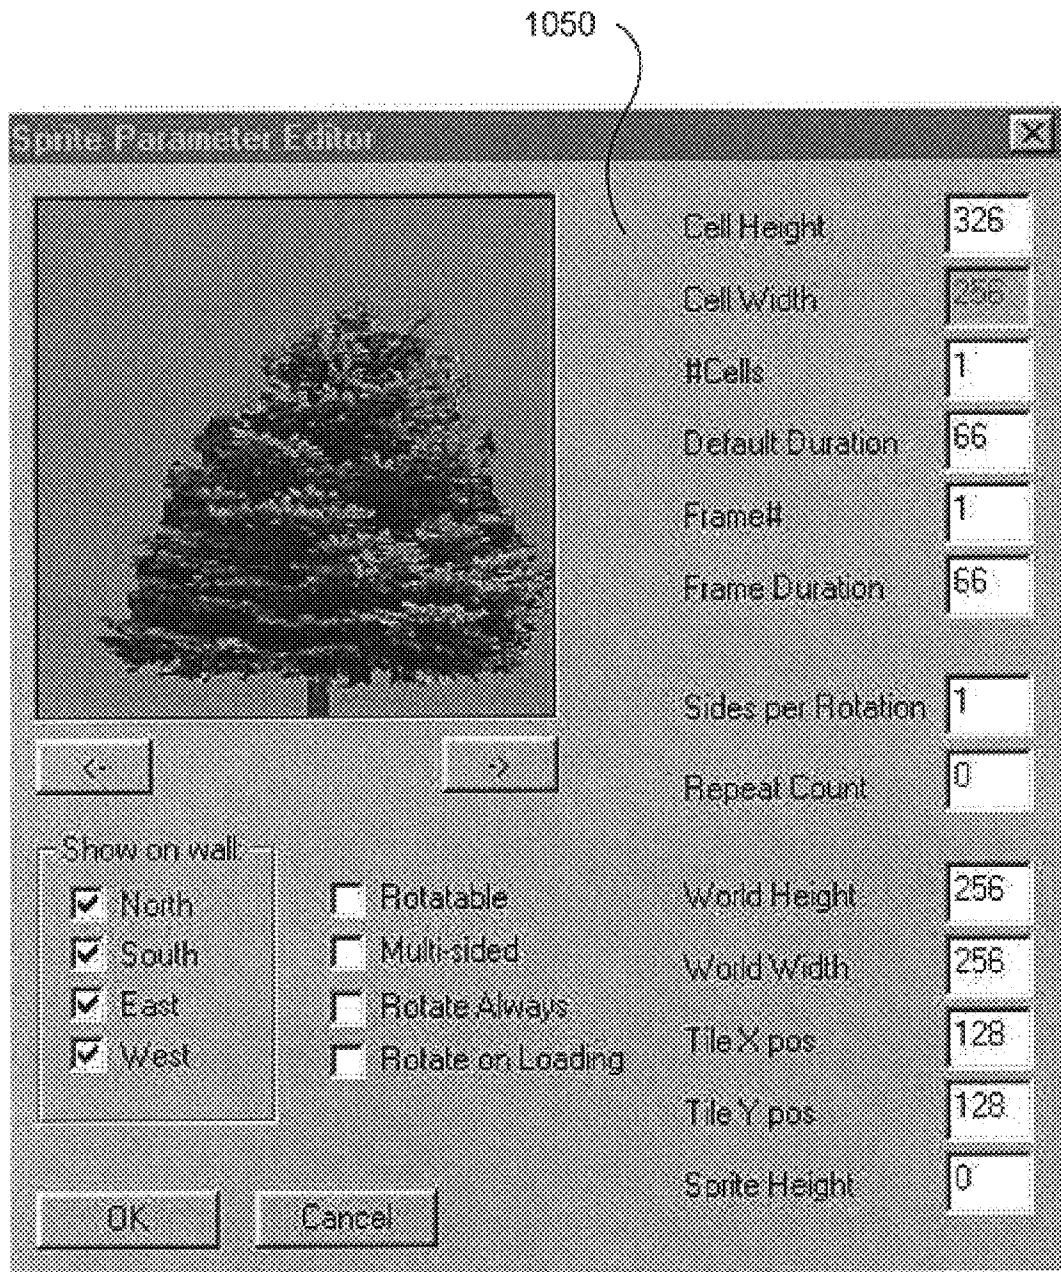 1050
Sprite Parameter Editor
Cell Height 326
Cell Width 256
#Cells 1
Default Duration 66
Frame# 1
Frame Duration 66
Sides per Rotation 1
Repeat Count 0
<- ->
Show on wall:
North
South
East
West
Rotatable
Multi-sided
Rotate Always
Rotate on Loading
World Height 256
World Width 256
Tile X pos 128
Tile Y pos 128
Sprite Height 0
OK Cancel